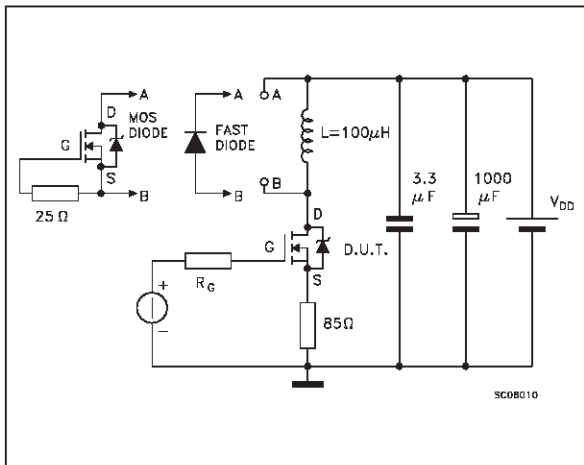 A
D
MOS
DIODE
G
S
B
25 Ω
A
FAST
DIODE
B
A
L=100μH
B
D
G
D.U.T.
S
RG
+
−
85Ω
3.3
μF
1000
μF
VDD
SC08010